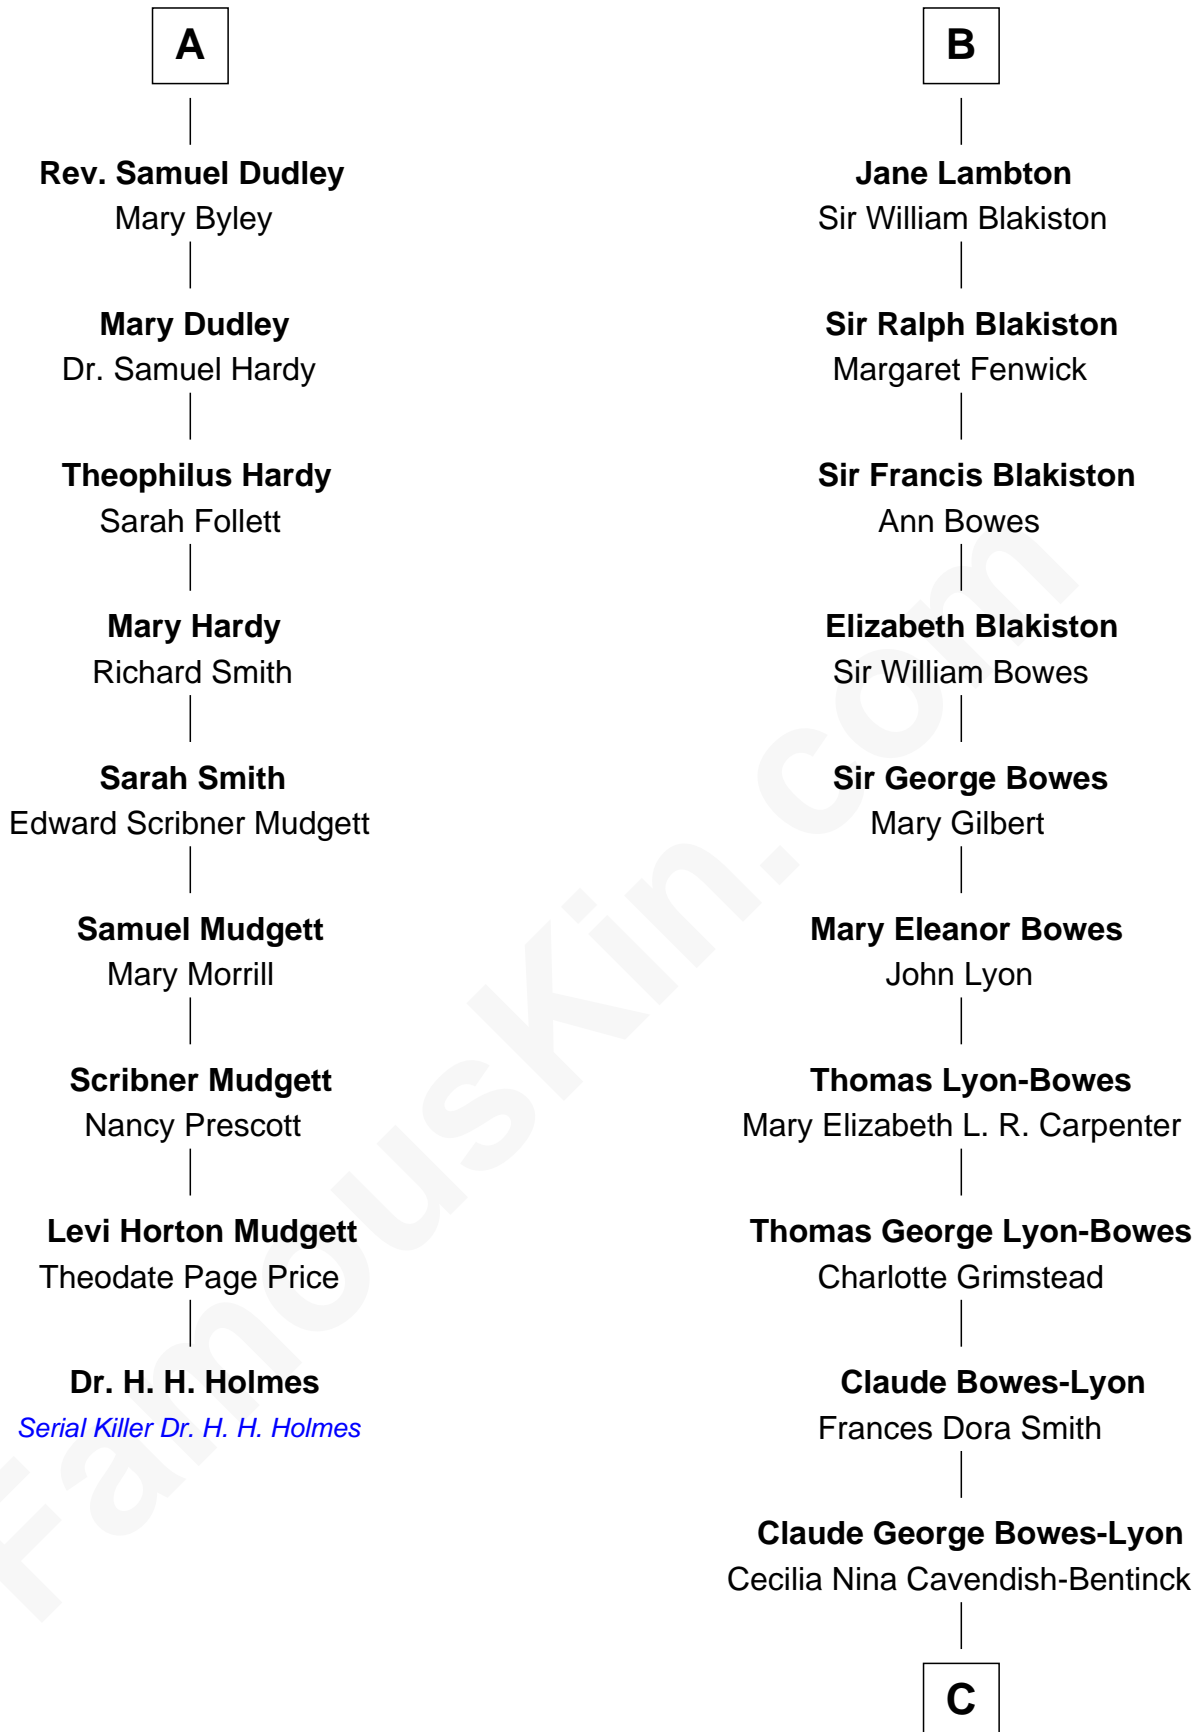 A
Rev. Samuel Dudley
Mary Byley
Mary Dudley
Dr. Samuel Hardy
Theophilus Hardy
Sarah Follett
Mary Hardy
Richard Smith
Sarah Smith
Edward Scribner Mudgett
Samuel Mudgett
Mary Morrill
Scribner Mudgett
Nancy Prescott
Levi Horton Mudgett
Theodate Page Price
Dr. H. H. Holmes
Serial Killer Dr. H. H. Holmes
B
Jane Lambton
Sir William Blakiston
Sir Ralph Blakiston
Margaret Fenwick
Sir Francis Blakiston
Ann Bowes
Elizabeth Blakiston
Sir William Bowes
Sir George Bowes
Mary Gilbert
Mary Eleanor Bowes
John Lyon
Thomas Lyon-Bowes
Mary Elizabeth L. R. Carpenter
Thomas George Lyon-Bowes
Charlotte Grimstead
Claude Bowes-Lyon
Frances Dora Smith
Claude George Bowes-Lyon
Cecilia Nina Cavendish-Bentinck
C
FamousKin.com